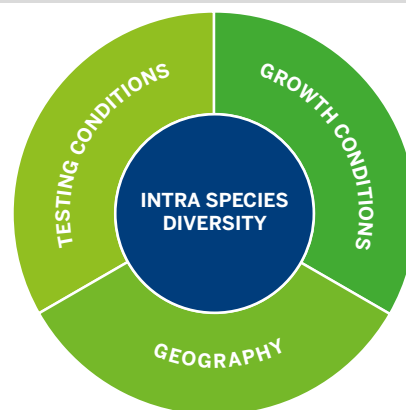 TESTING CONDITIONS
GROWTH CONDITIONS
INTRA SPECIES
DIVERSITY
GEOGRAPHY